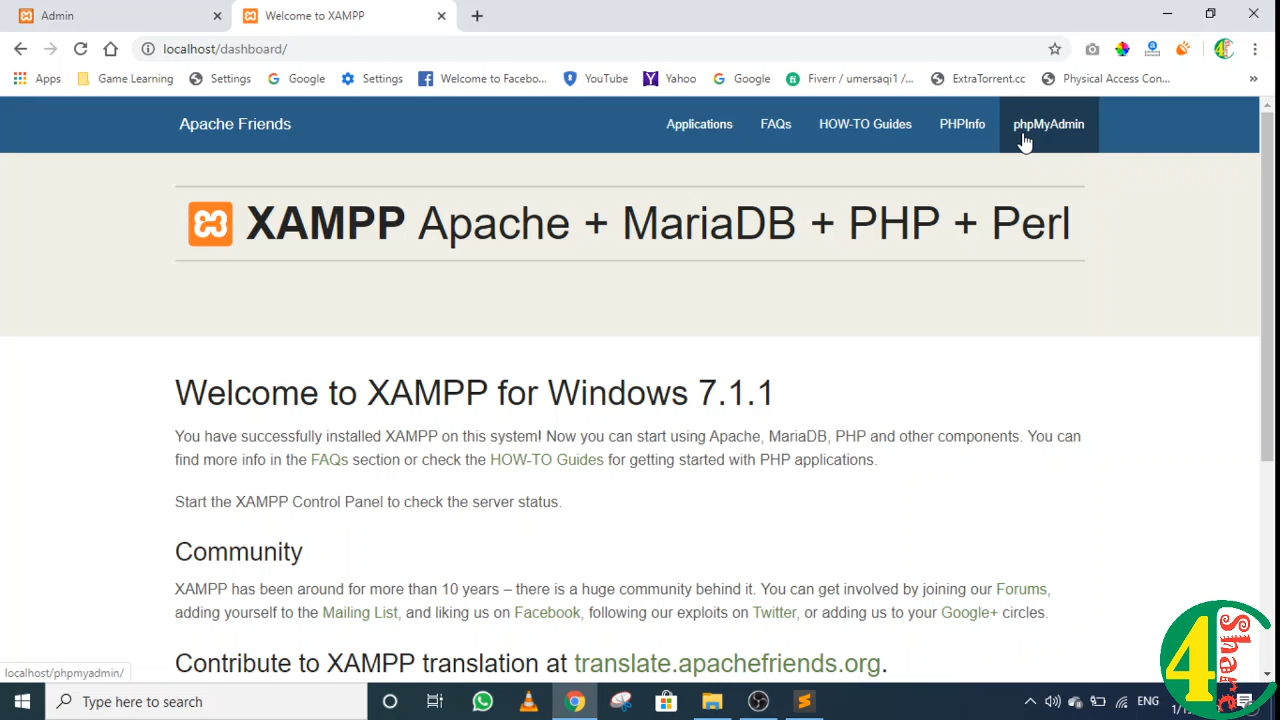 Admin
Welcome to XAMPP
localhost/dashboard/
Apps Game Learning Settings Google Settings Welcome to Facebo... YouTube Yahoo Google Fiverr / umersaqi1 /... ExtraTorrent.cc Physical Access Con... »
Apache Friends Applications FAQs HOW-TO Guides PHPInfo phpMyAdmin
XAMPP Apache + MariaDB + PHP + Perl
Welcome to XAMPP for Windows 7.1.1
You have successfully installed XAMPP on this system! Now you can start using Apache, MariaDB, PHP and other components. You can
find more info in the FAQs section or check the HOW-TO Guides for getting started with PHP applications.
Start the XAMPP Control Panel to check the server status.
Community
XAMPP has been around for more than 10 years – there is a huge community behind it. You can get involved by joining our Forums,
adding yourself to the Mailing List, and liking us on Facebook, following our exploits on Twitter, or adding us to your Google+ circles.
Contribute to XAMPP translation at translate.apachefriends.org.
localhost/phpmyadmin/
4 Share
Type here to search
ENG